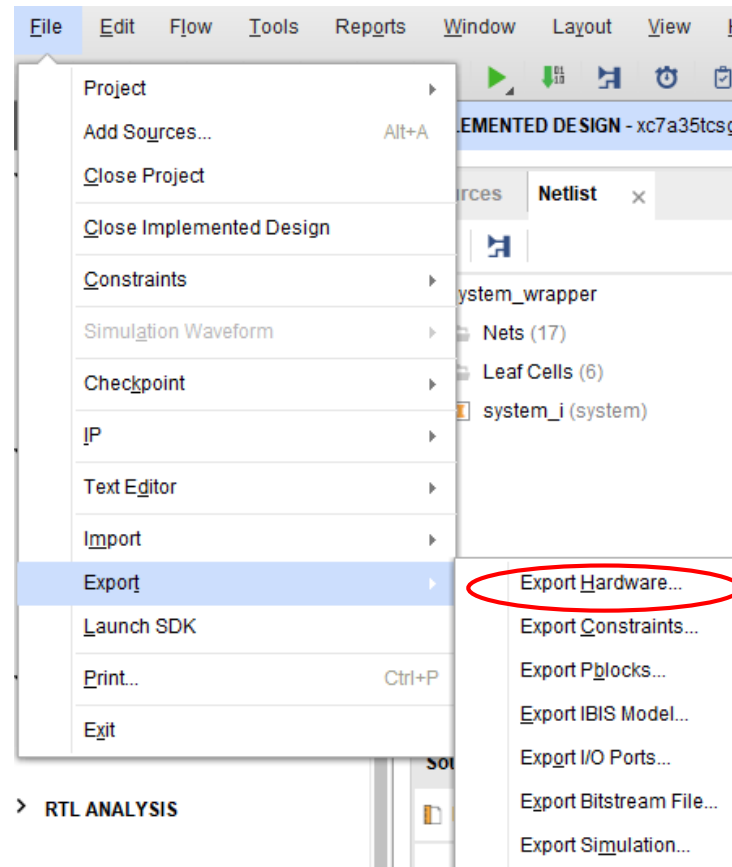 File Edit Flow Tools Reports Window Layout View
Project
Add Sources... Alt+A
Close Project
Close Implemented Design
Constraints
Simulation Waveform
Checkpoint
IP
Text Editor
Import
Export
Launch SDK
Print... Ctrl+P
Exit
RTL ANALYSIS
LEMENTED DESIGN - xc7a35tcsg
rces Netlist
ystem_wrapper
Nets (17)
Leaf Cells (6)
system_i (system)
Export Hardware...
Export Constraints...
Export Pblocks...
Export IBIS Model...
Export I/O Ports...
Export Bitstream File...
Export Simulation...
Sou